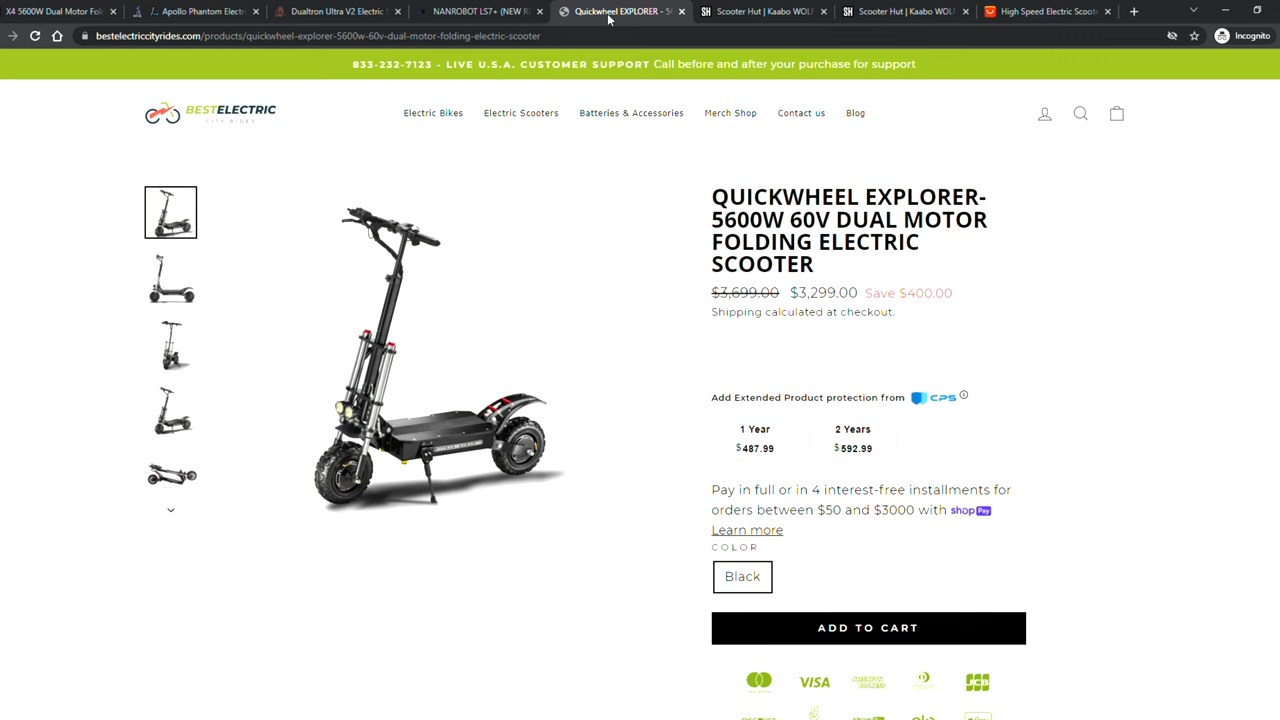 X4 5600W Dual Motor Fol
Apollo Phantom Electr
Dualtron Ultra V2 Electric S
NANROBOT LS7+ (NEW R
Quickwheel EXPLORER - 5
Scooter Hut | Kaabo WOLF
Scooter Hut | Kaabo WOLF
High Speed Electric Scoote
bestelectriccityrides.com/products/quickwheel-explorer-5600w-60v-dual-motor-folding-electric-scooter
Incognito
833-232-7123 - LIVE U.S.A. CUSTOMER SUPPORT Call before and after your purchase for support
BESTELECTRIC
CITY RIDES
Electric Bikes
Electric Scooters
Batteries & Accessories
Merch Shop
Contact us
Blog
QUICKWHEEL EXPLORER-
5600W 60V DUAL MOTOR
FOLDING ELECTRIC
SCOOTER
$3,699.00 $3,299.00 Save $400.00
Shipping calculated at checkout.
Add Extended Product protection from CPS
1 Year
2 Years
$487.99
$592.99
Pay in full or in 4 interest-free installments for
orders between $50 and $3000 with shop Pay
Learn more
COLOR
Black
ADD TO CART
VISA
AMERICAN EXPRESS
JCB